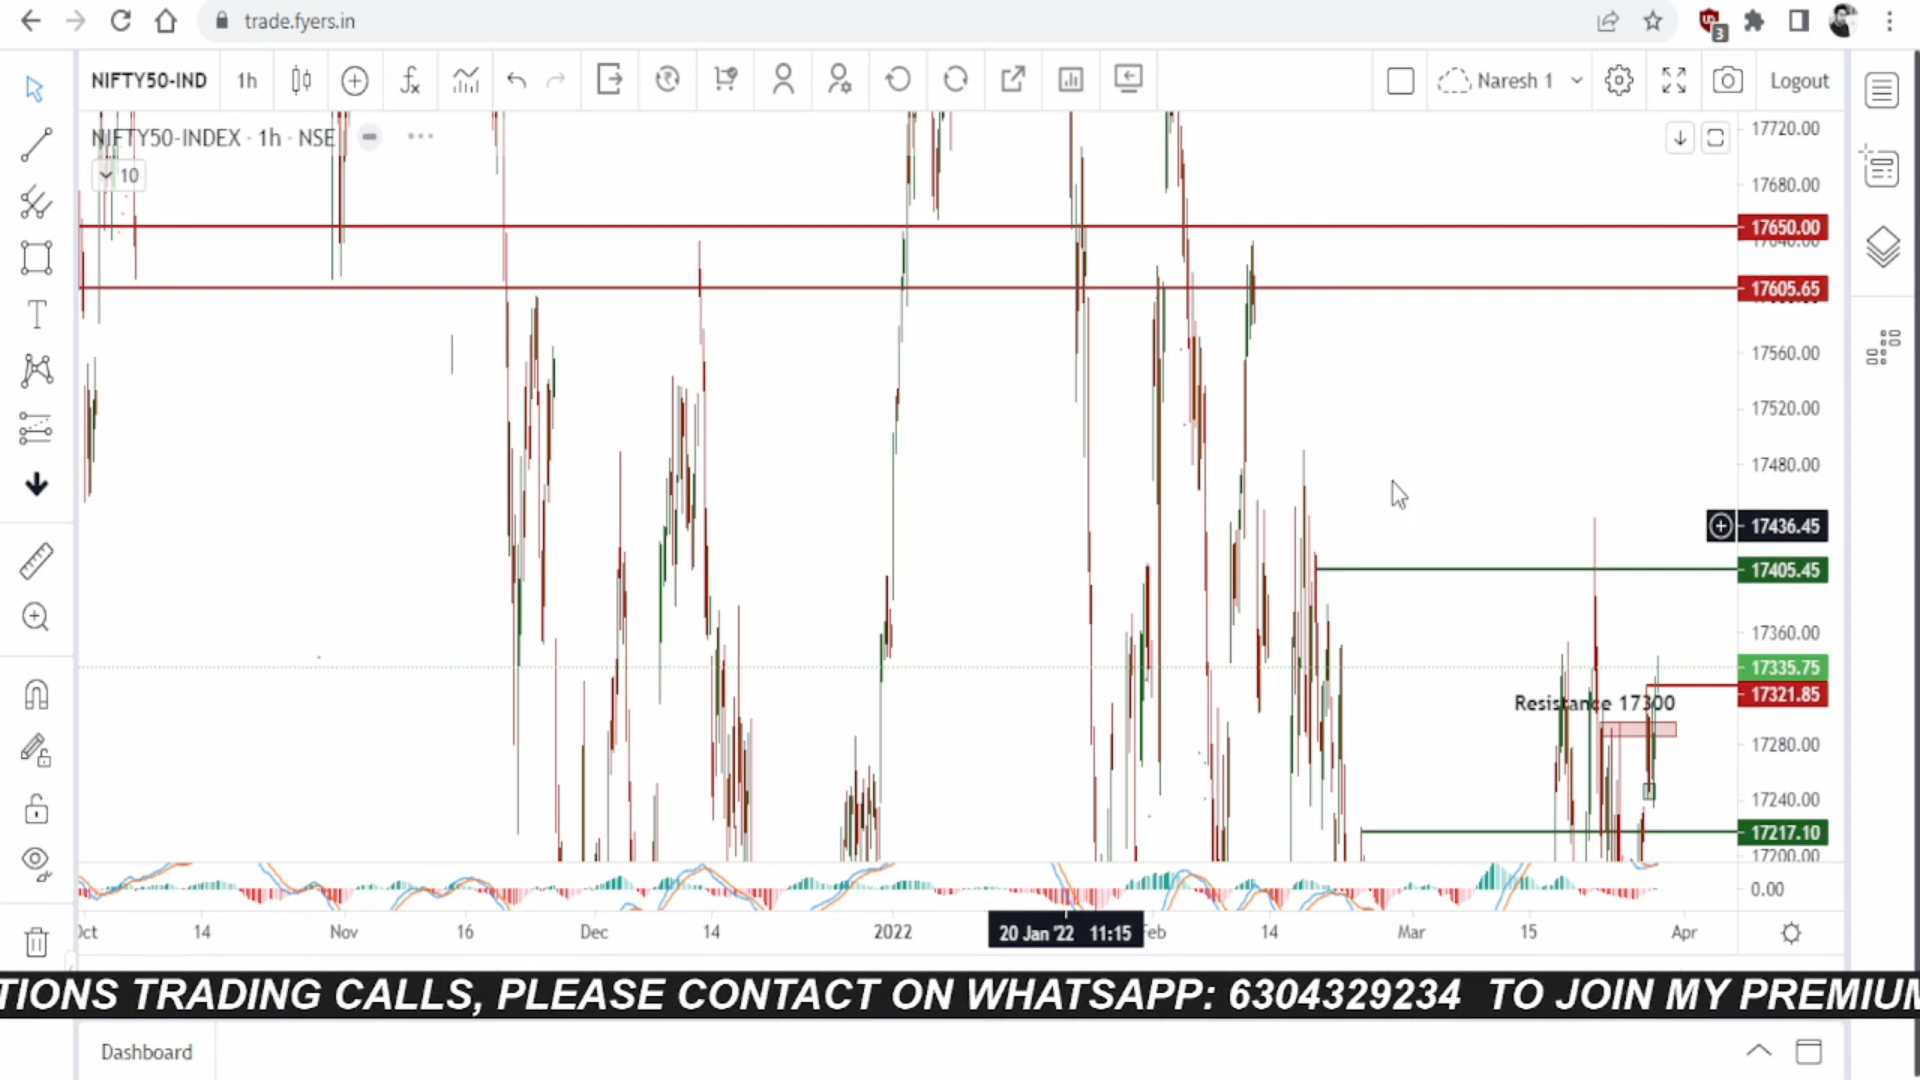 trade.fyers.in
3
NIFTY50-IND
1h
Naresh 1
Logout
NIFTY50-INDEX · 1h · NSE
10
17720.00
17680.00
17650.00
17640.00
17605.65
17560.00
17520.00
17480.00
17436.45
17405.45
17360.00
17335.75
17321.85
Resistance 17300
17280.00
17240.00
17217.10
17200.00
0.00
Oct
14
Nov
16
Dec
14
2022
20 Jan '22 11:15
Feb
14
Mar
15
Apr
TIONS TRADING CALLS, PLEASE CONTACT ON WHATSAPP: 6304329234 TO JOIN MY PREMIUM
Dashboard